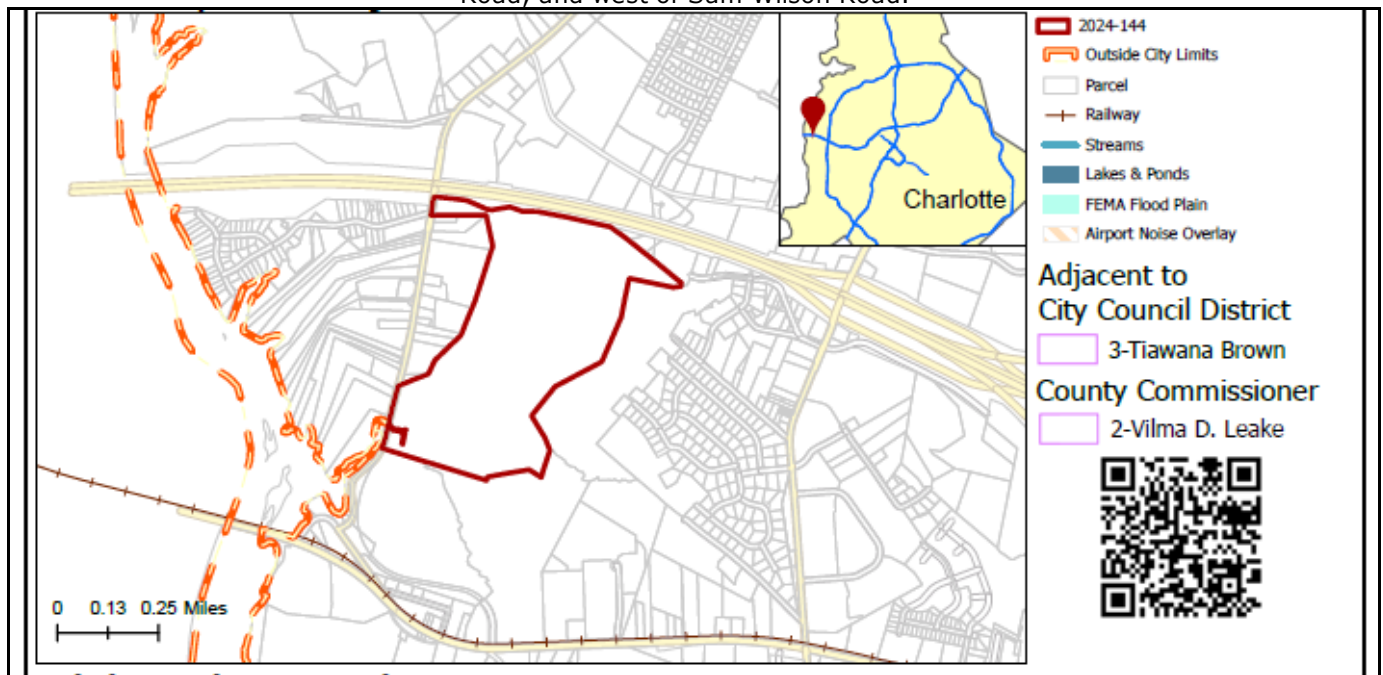 Road, and west of Sam Wilson Road.
2024-144
Outside City Limits
Parcel
Railway
Streams
Lakes & Ponds
FEMA Flood Plain
Airport Noise Overlay
Charlotte
Adjacent to
City Council District
3-Tiawana Brown
County Commissioner
2-Vilma D. Leake
0 0.13 0.25 Miles